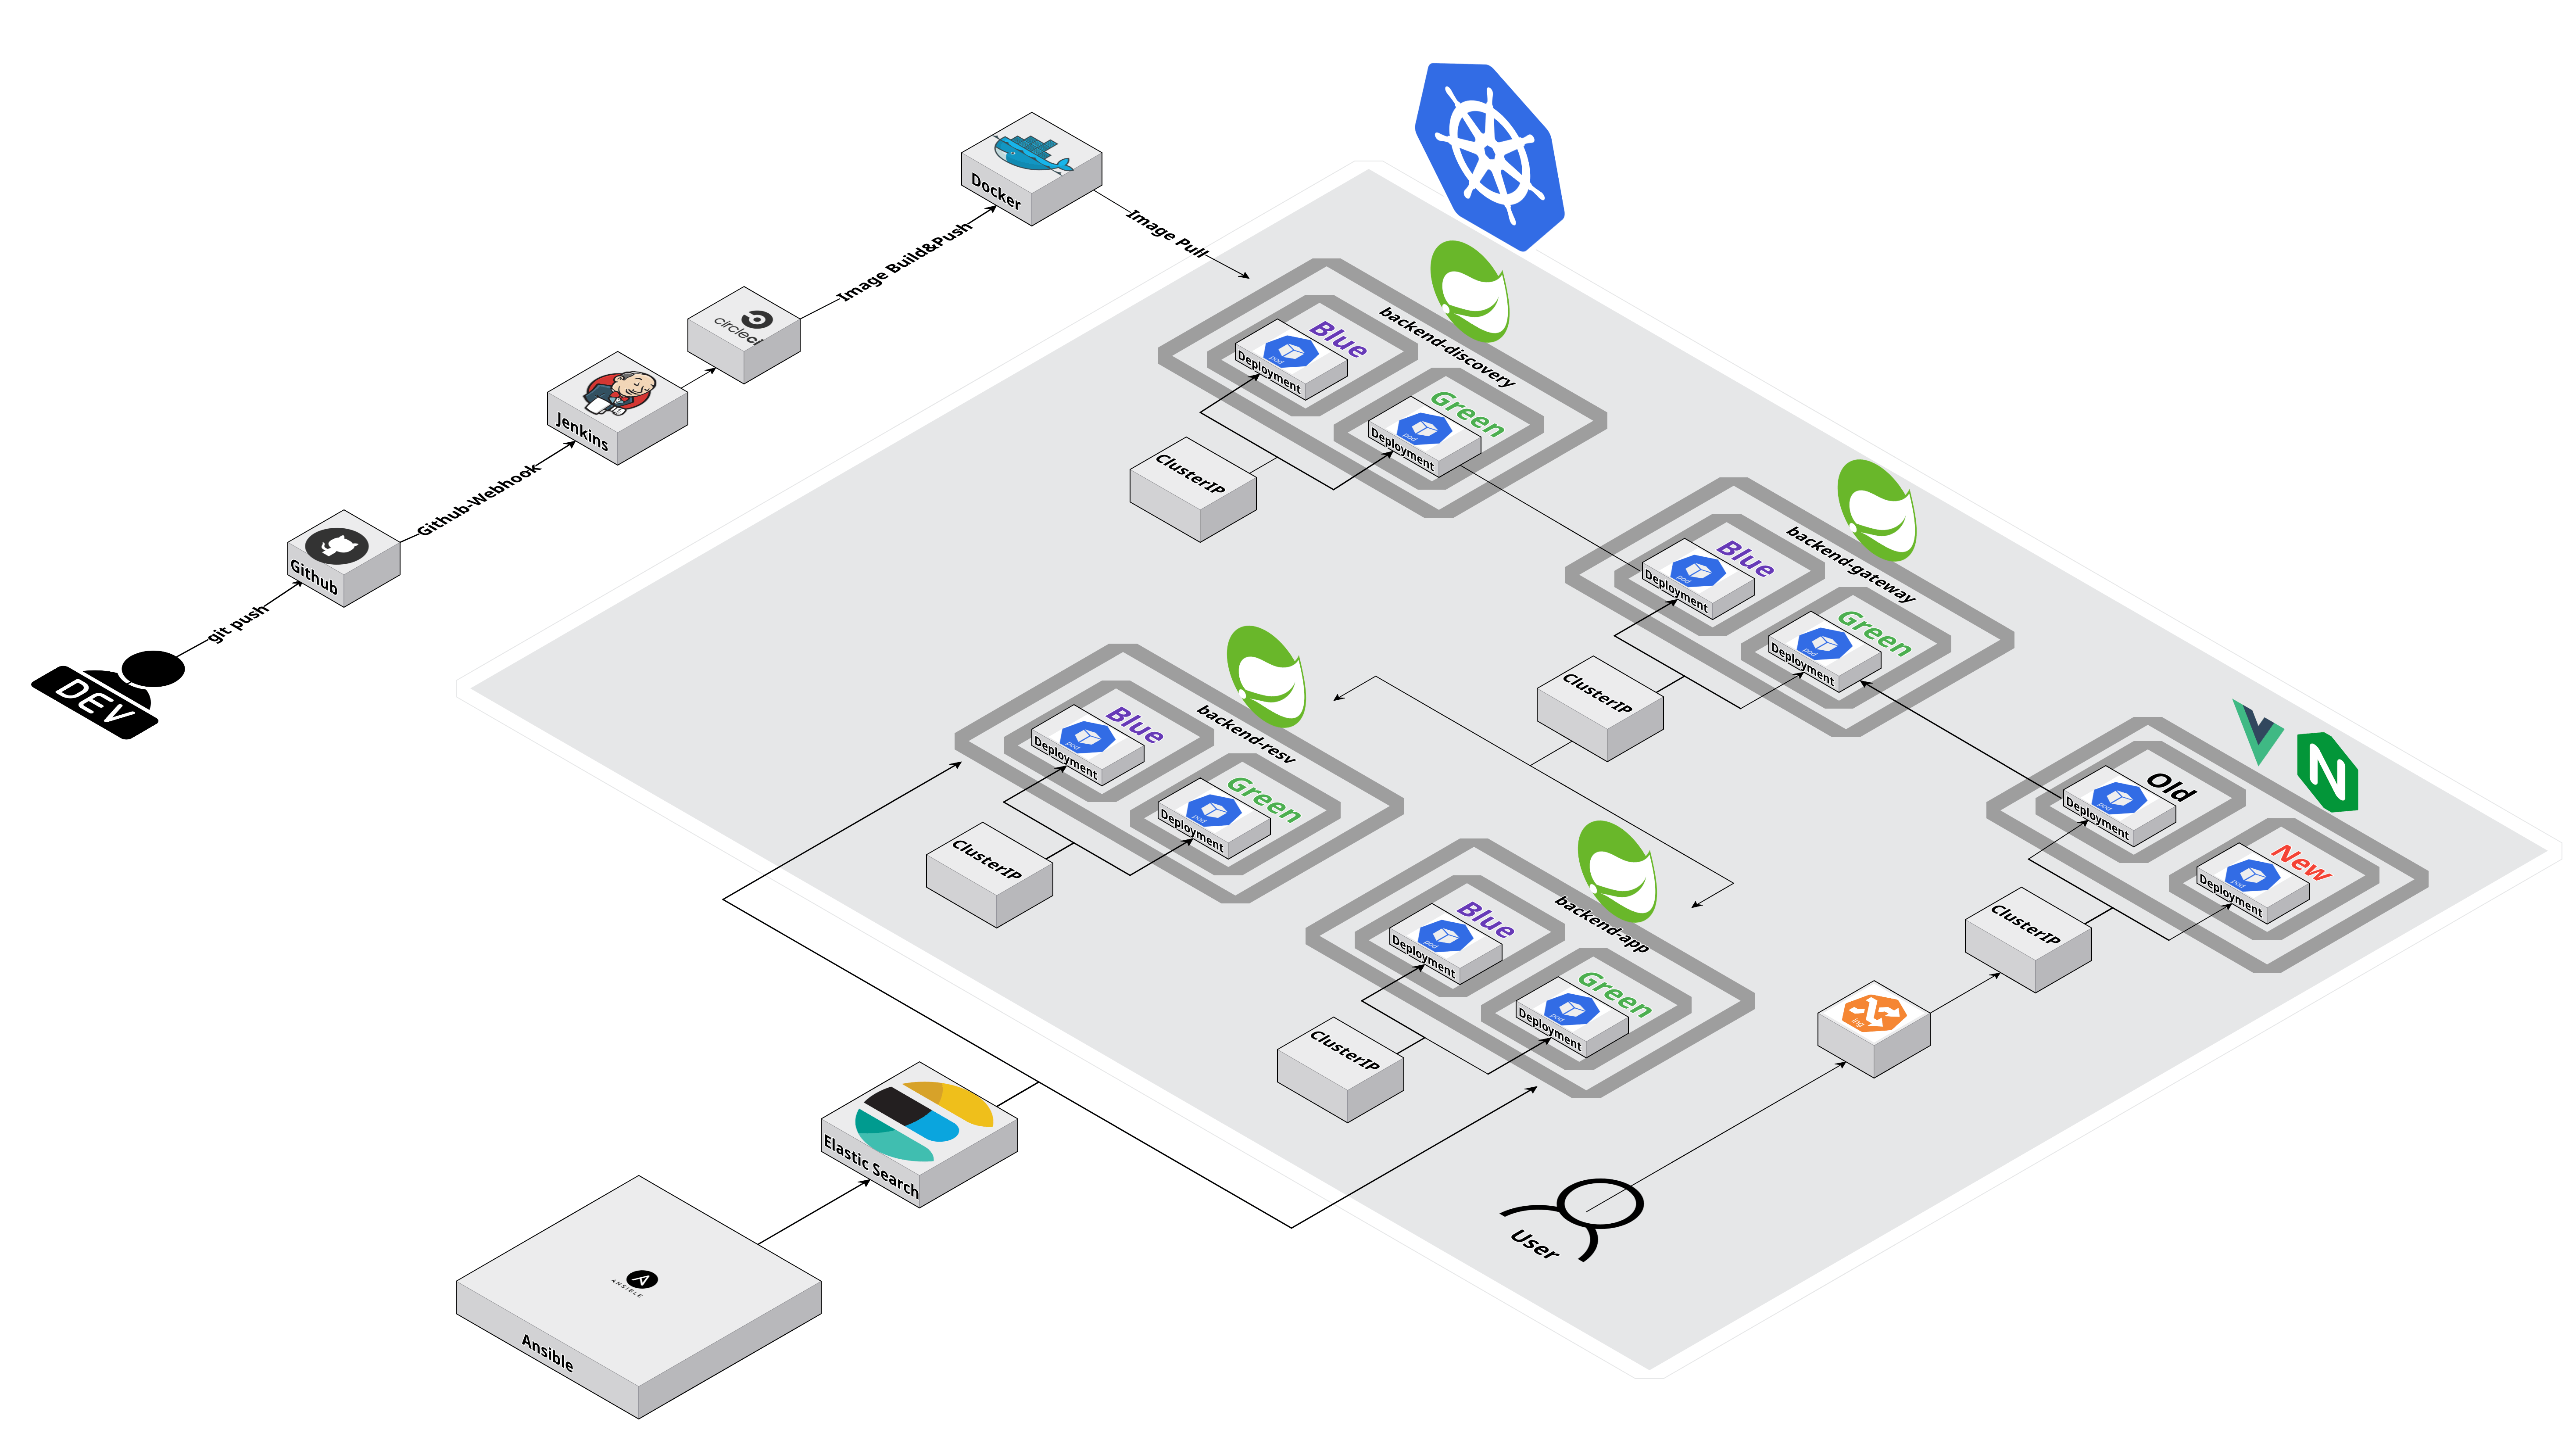 Docker
Image Pull
Image Build&Push
circleci
Jenkins
Github-Webhook
Github
git push
DEV
backend-discovery
Blue
pod
Deployment
Green
pod
Deployment
ClusterIP
backend-gateway
Blue
pod
Deployment
Green
pod
Deployment
ClusterIP
backend-resv
Blue
pod
Deployment
Green
pod
Deployment
ClusterIP
backend-app
Blue
pod
Deployment
Green
pod
Deployment
ClusterIP
N
Old
pod
Deployment
New
pod
Deployment
ClusterIP
ing
User
Elastic Search
A
ANSIBLE
Ansible